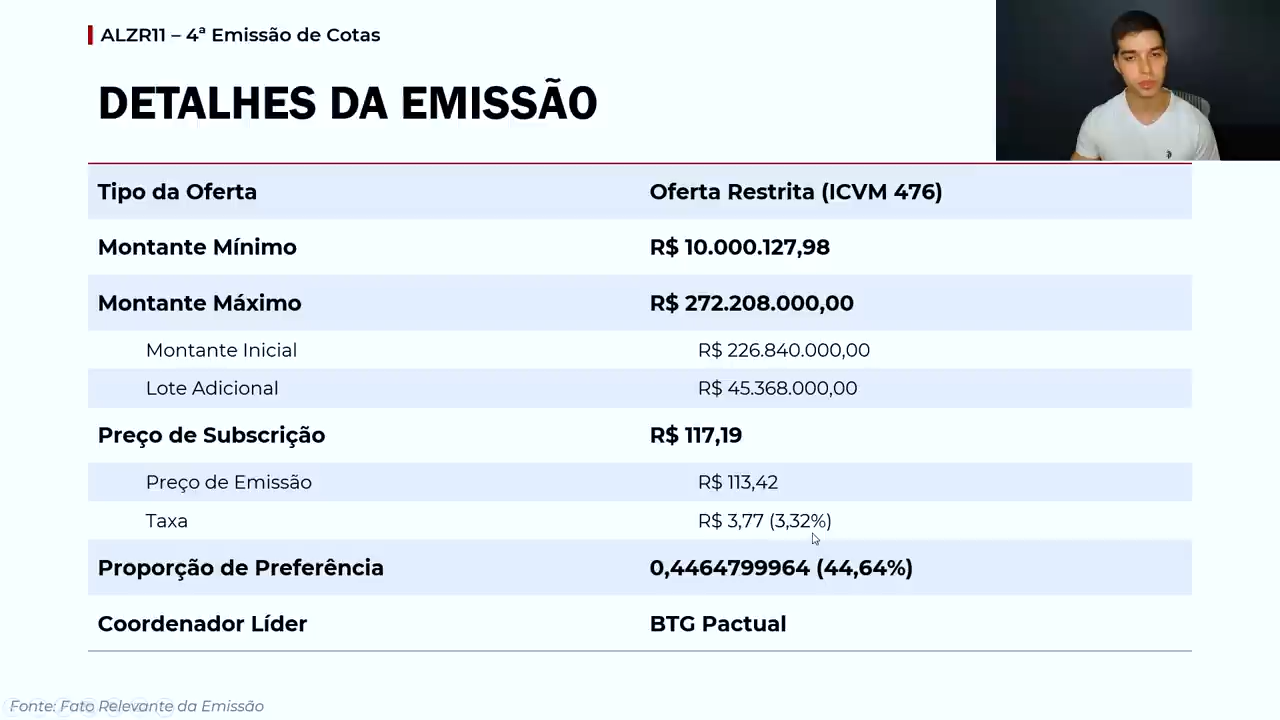 ALZR11 – 4ª Emissão de Cotas
DETALHES DA EMISSÃO
Tipo da Oferta Oferta Restrita (ICVM 476)
Montante Mínimo R$ 10.000.127,98
Montante Máximo R$ 272.208.000,00
Montante Inicial R$ 226.840.000,00
Lote Adicional R$ 45.368.000,00
Preço de Subscrição R$ 117,19
Preço de Emissão R$ 113,42
Taxa R$ 3,77 (3,32%)
Proporção de Preferência 0,4464799964 (44,64%)
Coordenador Líder BTG Pactual
Fonte: Fato Relevante da Emissão